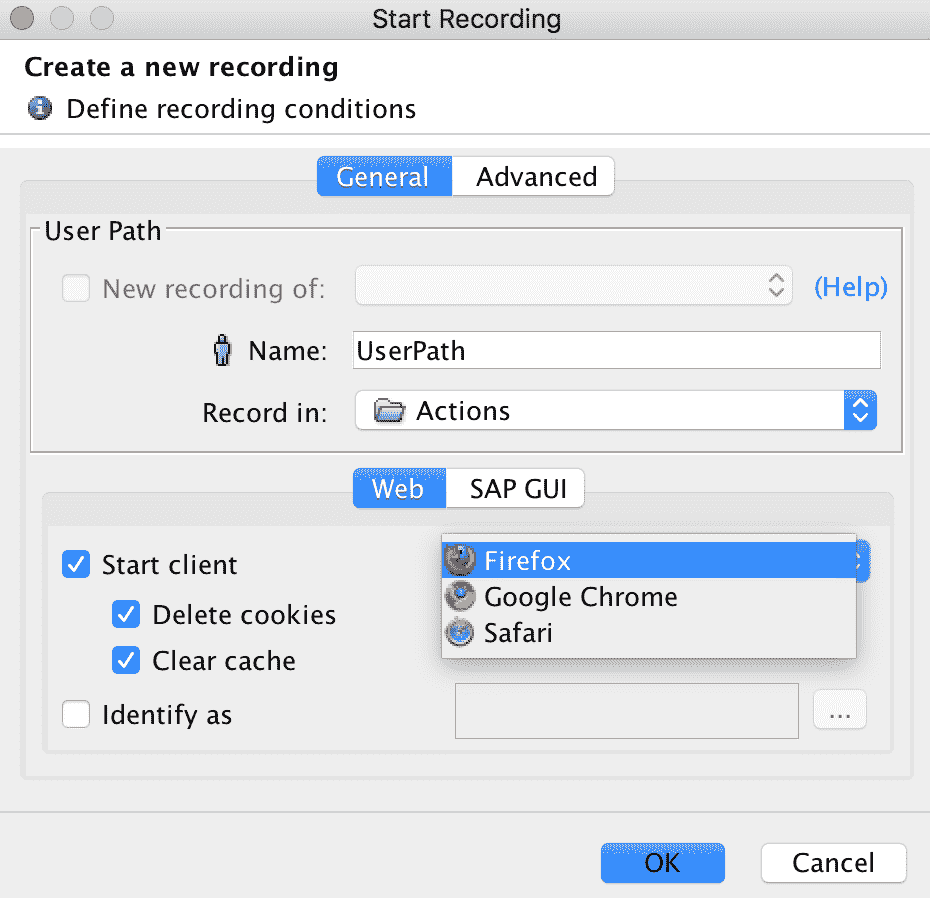 Start Recording
Create a new recording
Define recording conditions
General Advanced
User Path
New recording of: (Help)
Name: UserPath
Record in: Actions
Web SAP GUI
Start client Firefox
Google Chrome
Delete cookies
Safari
Clear cache
Identify as ...
OK Cancel